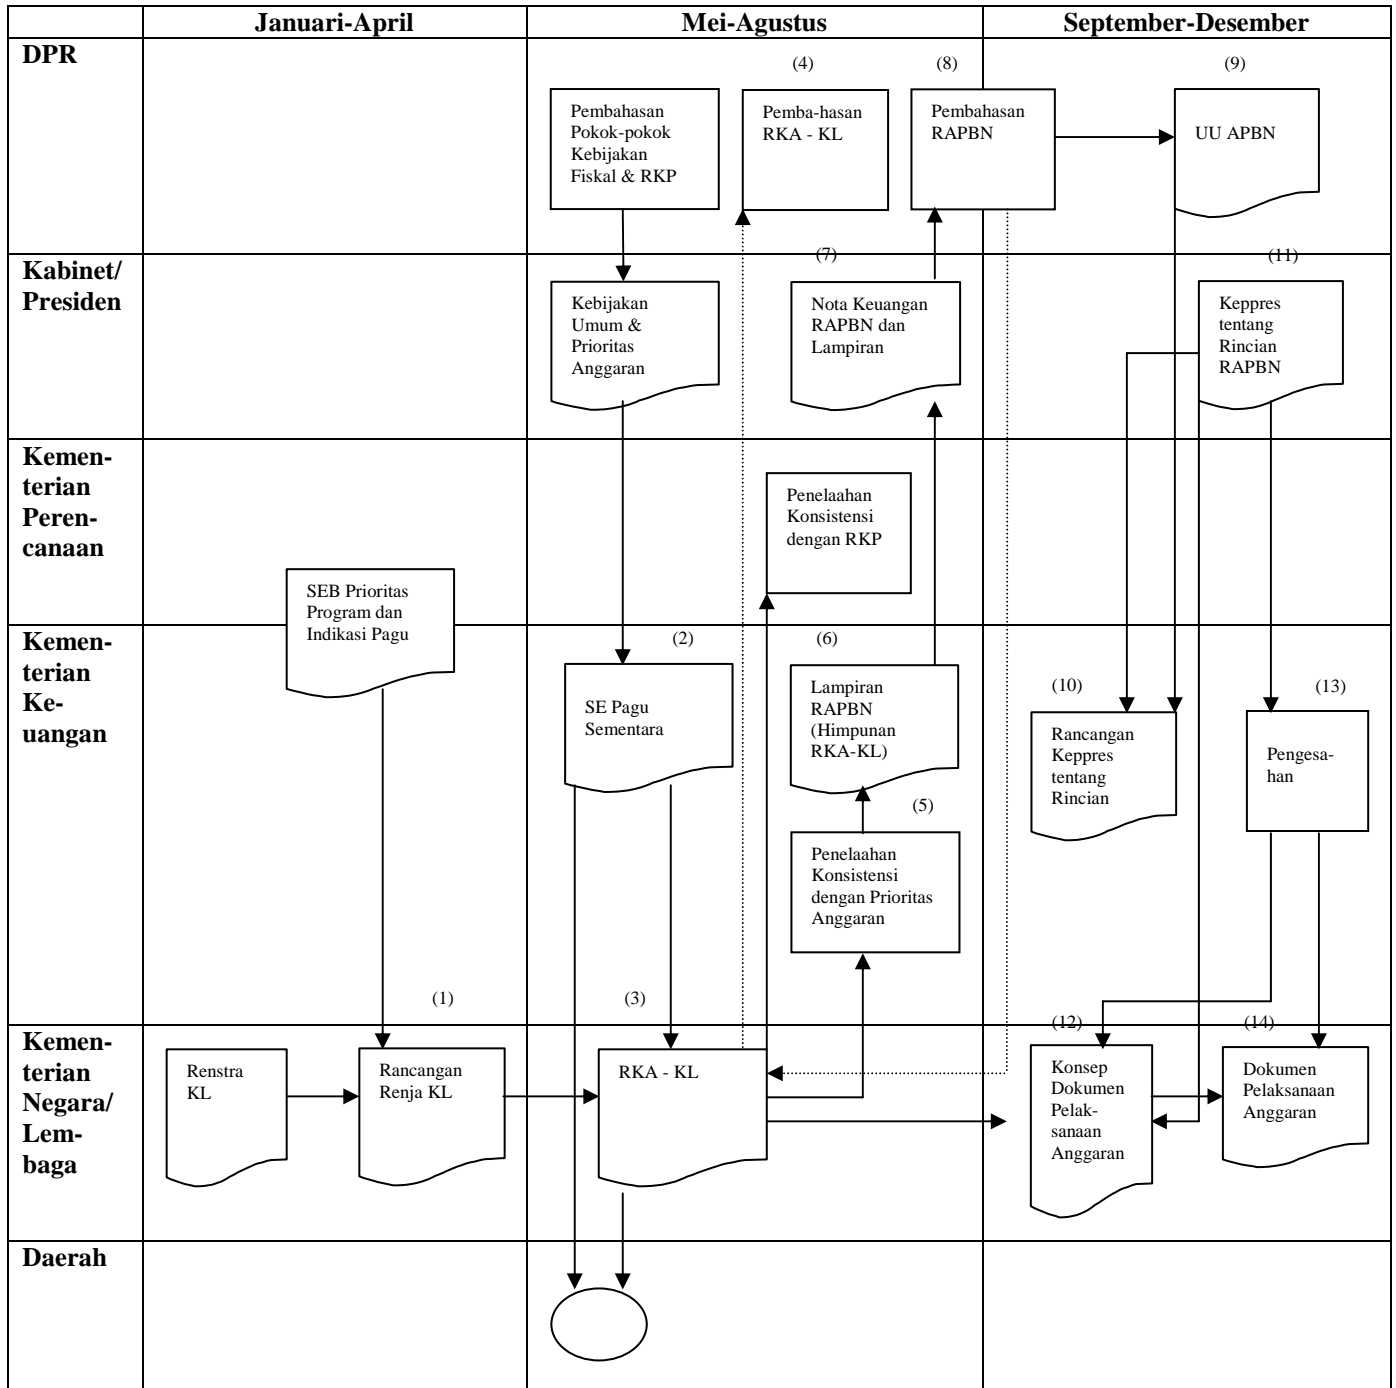 Januari-April
Mei-Agustus
September-Desember
DPR
(4)
(8)
(9)
Pembahasan
Pokok-pokok
Kebijakan
Fiskal & RKP
Pemba-hasan
RKA - KL
Pembahasan
RAPBN
UU APBN
Kabinet/
Presiden
(7)
(11)
Kebijakan
Umum &
Prioritas
Anggaran
Nota Keuangan
RAPBN dan
Lampiran
Keppres
tentang
Rincian
RAPBN
Kemen-
terian
Peren-
canaan
Penelaahan
Konsistensi
dengan RKP
SEB Prioritas
Program dan
Indikasi Pagu
Kemen-
terian
Ke-
uangan
(2)
(6)
SE Pagu
Sementara
Lampiran
RAPBN
(Himpunan
RKA-KL)
(10)
(13)
Rancangan
Keppres
tentang
Rincian
Pengesa-
han
(5)
Penelaahan
Konsistensi
dengan Prioritas
Anggaran
(1)
(3)
Kemen-
terian
Negara/
Lem-
baga
(12)
(14)
Renstra
KL
Rancangan
Renja KL
RKA - KL
Konsep
Dokumen
Pelak-
sanaan
Anggaran
Dokumen
Pelaksanaan
Anggaran
Daerah